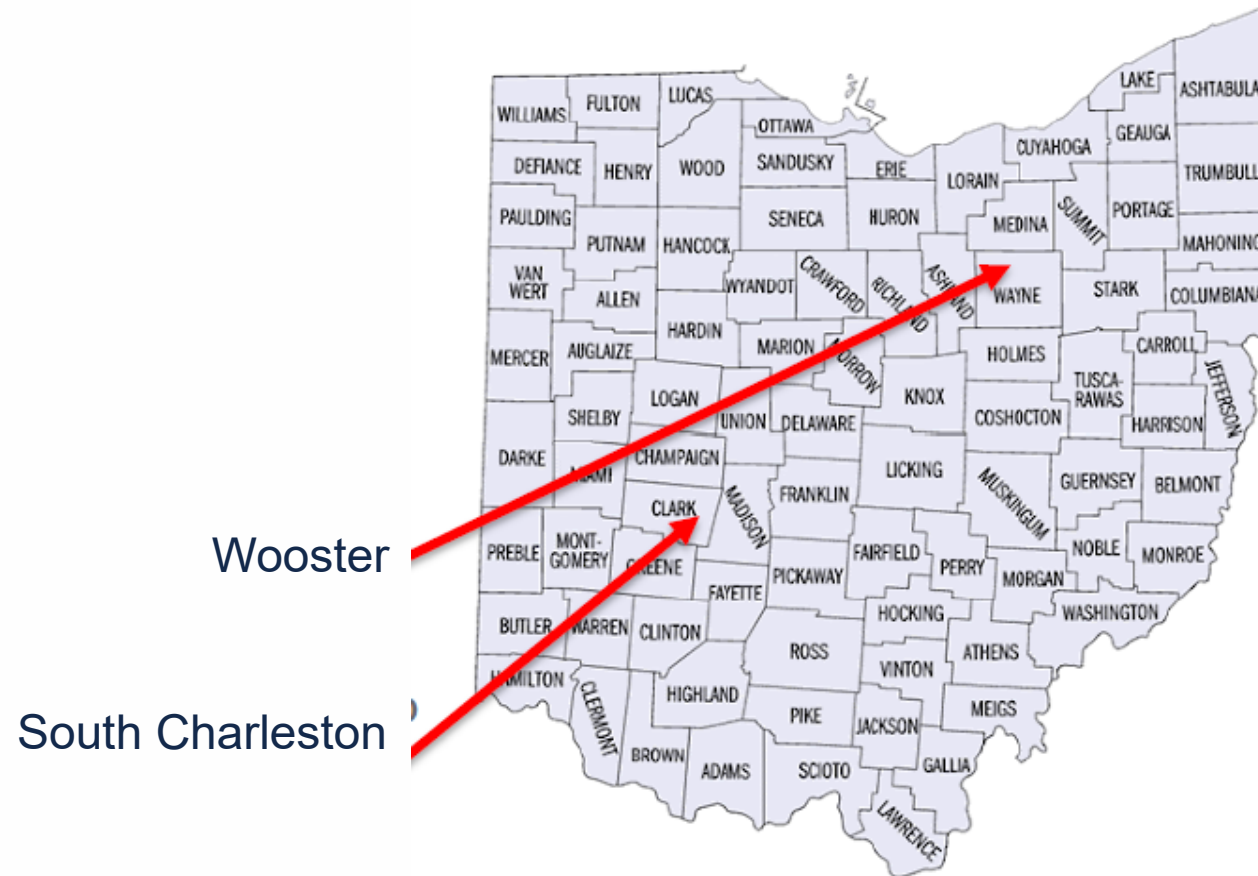 LAKE
ASHTABULA
LUCAS
FULTON
WILLIAMS
OTTAWA
GEAUGA
CUYAHOGA
SANDUSKY
DEFIANCE
HENRY
WOOD
ERIE
LORAIN
TRUMBULL
PAULDING
SENECA
HURON
MEDINA
SUMMIT
PORTAGE
PUTNAM
HANCOCK
MAHONING
VAN
WERT
WYANDOT
CRAWFORD
RICHLAND
ASHLAND
WAYNE
STARK
COLUMBIANA
ALLEN
HARDIN
MERCER
AUGLAIZE
MARION
MORROW
HOLMES
CARROLL
JEFFERSON
LOGAN
KNOX
TUSCA-
RAWAS
SHELBY
UNION
DELAWARE
COSHOCTON
HARRISON
DARKE
CHAMPAIGN
MIAMI
LICKING
MUSKINGUM
GUERNSEY
BELMONT
CLARK
MADISON
FRANKLIN
Wooster
PREBLE
MONT-
GOMERY
GREENE
FAIRFIELD
PERRY
NOBLE
MONROE
PICKAWAY
MORGAN
FAYETTE
HOCKING
WASHINGTON
BUTLER
WARREN
CLINTON
ROSS
ATHENS
VINTON
HAMILTON
CLERMONT
HIGHLAND
PIKE
JACKSON
MEIGS
South Charleston
BROWN
ADAMS
SCIOTO
GALLIA
LAWRENCE